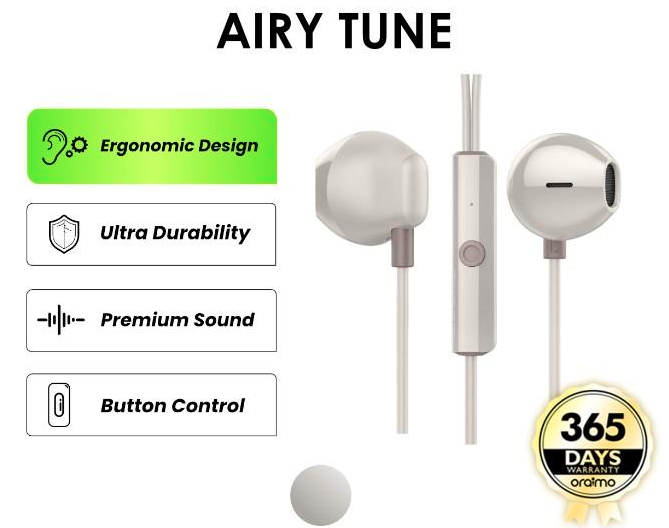 AIRY TUNE
Ergonomic Design
Ultra Durability
Premium Sound
Button Control
365
DAYS
WARRANTY
oraimo